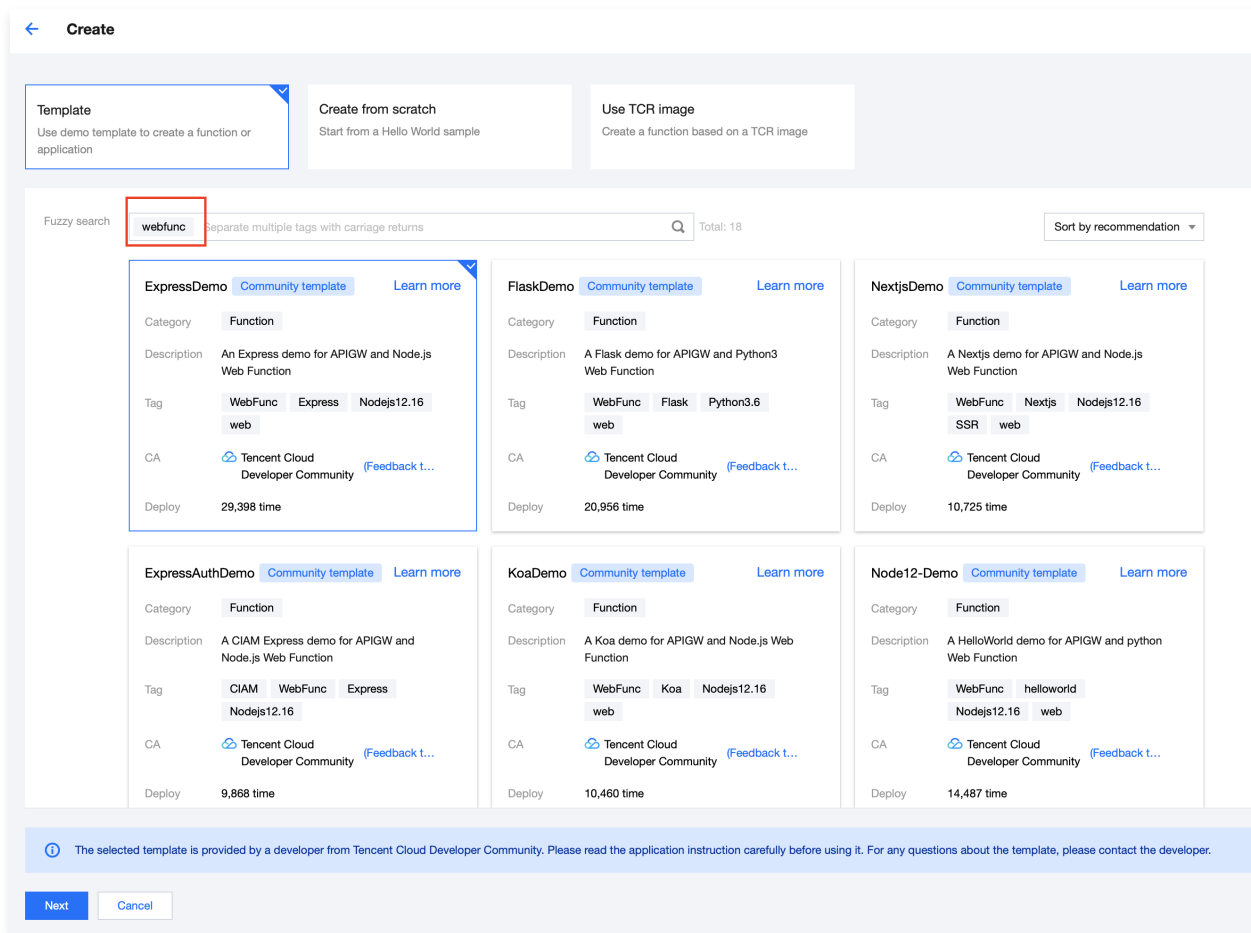 Create
Template
Use demo template to create a function or
application
Create from scratch
Start from a Hello World sample
Use TCR image
Create a function based on a TCR image
Fuzzy search
webfunc
Separate multiple tags with carriage returns
Total: 18
Sort by recommendation
ExpressDemo Community template Learn more
Category Function
Description An Express demo for APIGW and Node.js
Web Function
Tag WebFunc Express Nodejs12.16
web
CA Tencent Cloud
Developer Community (Feedback t...
Deploy 29,398 time
FlaskDemo Community template Learn more
Category Function
Description A Flask demo for APIGW and Python3
Web Function
Tag WebFunc Flask Python3.6
web
CA Tencent Cloud
Developer Community (Feedback t...
Deploy 20,956 time
NextjsDemo Community template Learn more
Category Function
Description A Nextjs demo for APIGW and Node.js
Web Function
Tag WebFunc Nextjs Nodejs12.16
SSR web
CA Tencent Cloud
Developer Community (Feedback t...
Deploy 10,725 time
ExpressAuthDemo Community template Learn more
Category Function
Description A CIAM Express demo for APIGW and
Node.js Web Function
Tag CIAM WebFunc Express
Nodejs12.16
CA Tencent Cloud
Developer Community (Feedback t...
Deploy 9,868 time
KoaDemo Community template Learn more
Category Function
Description A Koa demo for APIGW and Node.js Web
Function
Tag WebFunc Koa Nodejs12.16
web
CA Tencent Cloud
Developer Community (Feedback t...
Deploy 10,460 time
Node12-Demo Community template Learn more
Category Function
Description A HelloWorld demo for APIGW and python
Web Function
Tag WebFunc helloworld
Nodejs12.16 web
CA Tencent Cloud
Developer Community (Feedback t...
Deploy 14,487 time
The selected template is provided by a developer from Tencent Cloud Developer Community. Please read the application instruction carefully before using it. For any questions about the template, please contact the developer.
Next
Cancel